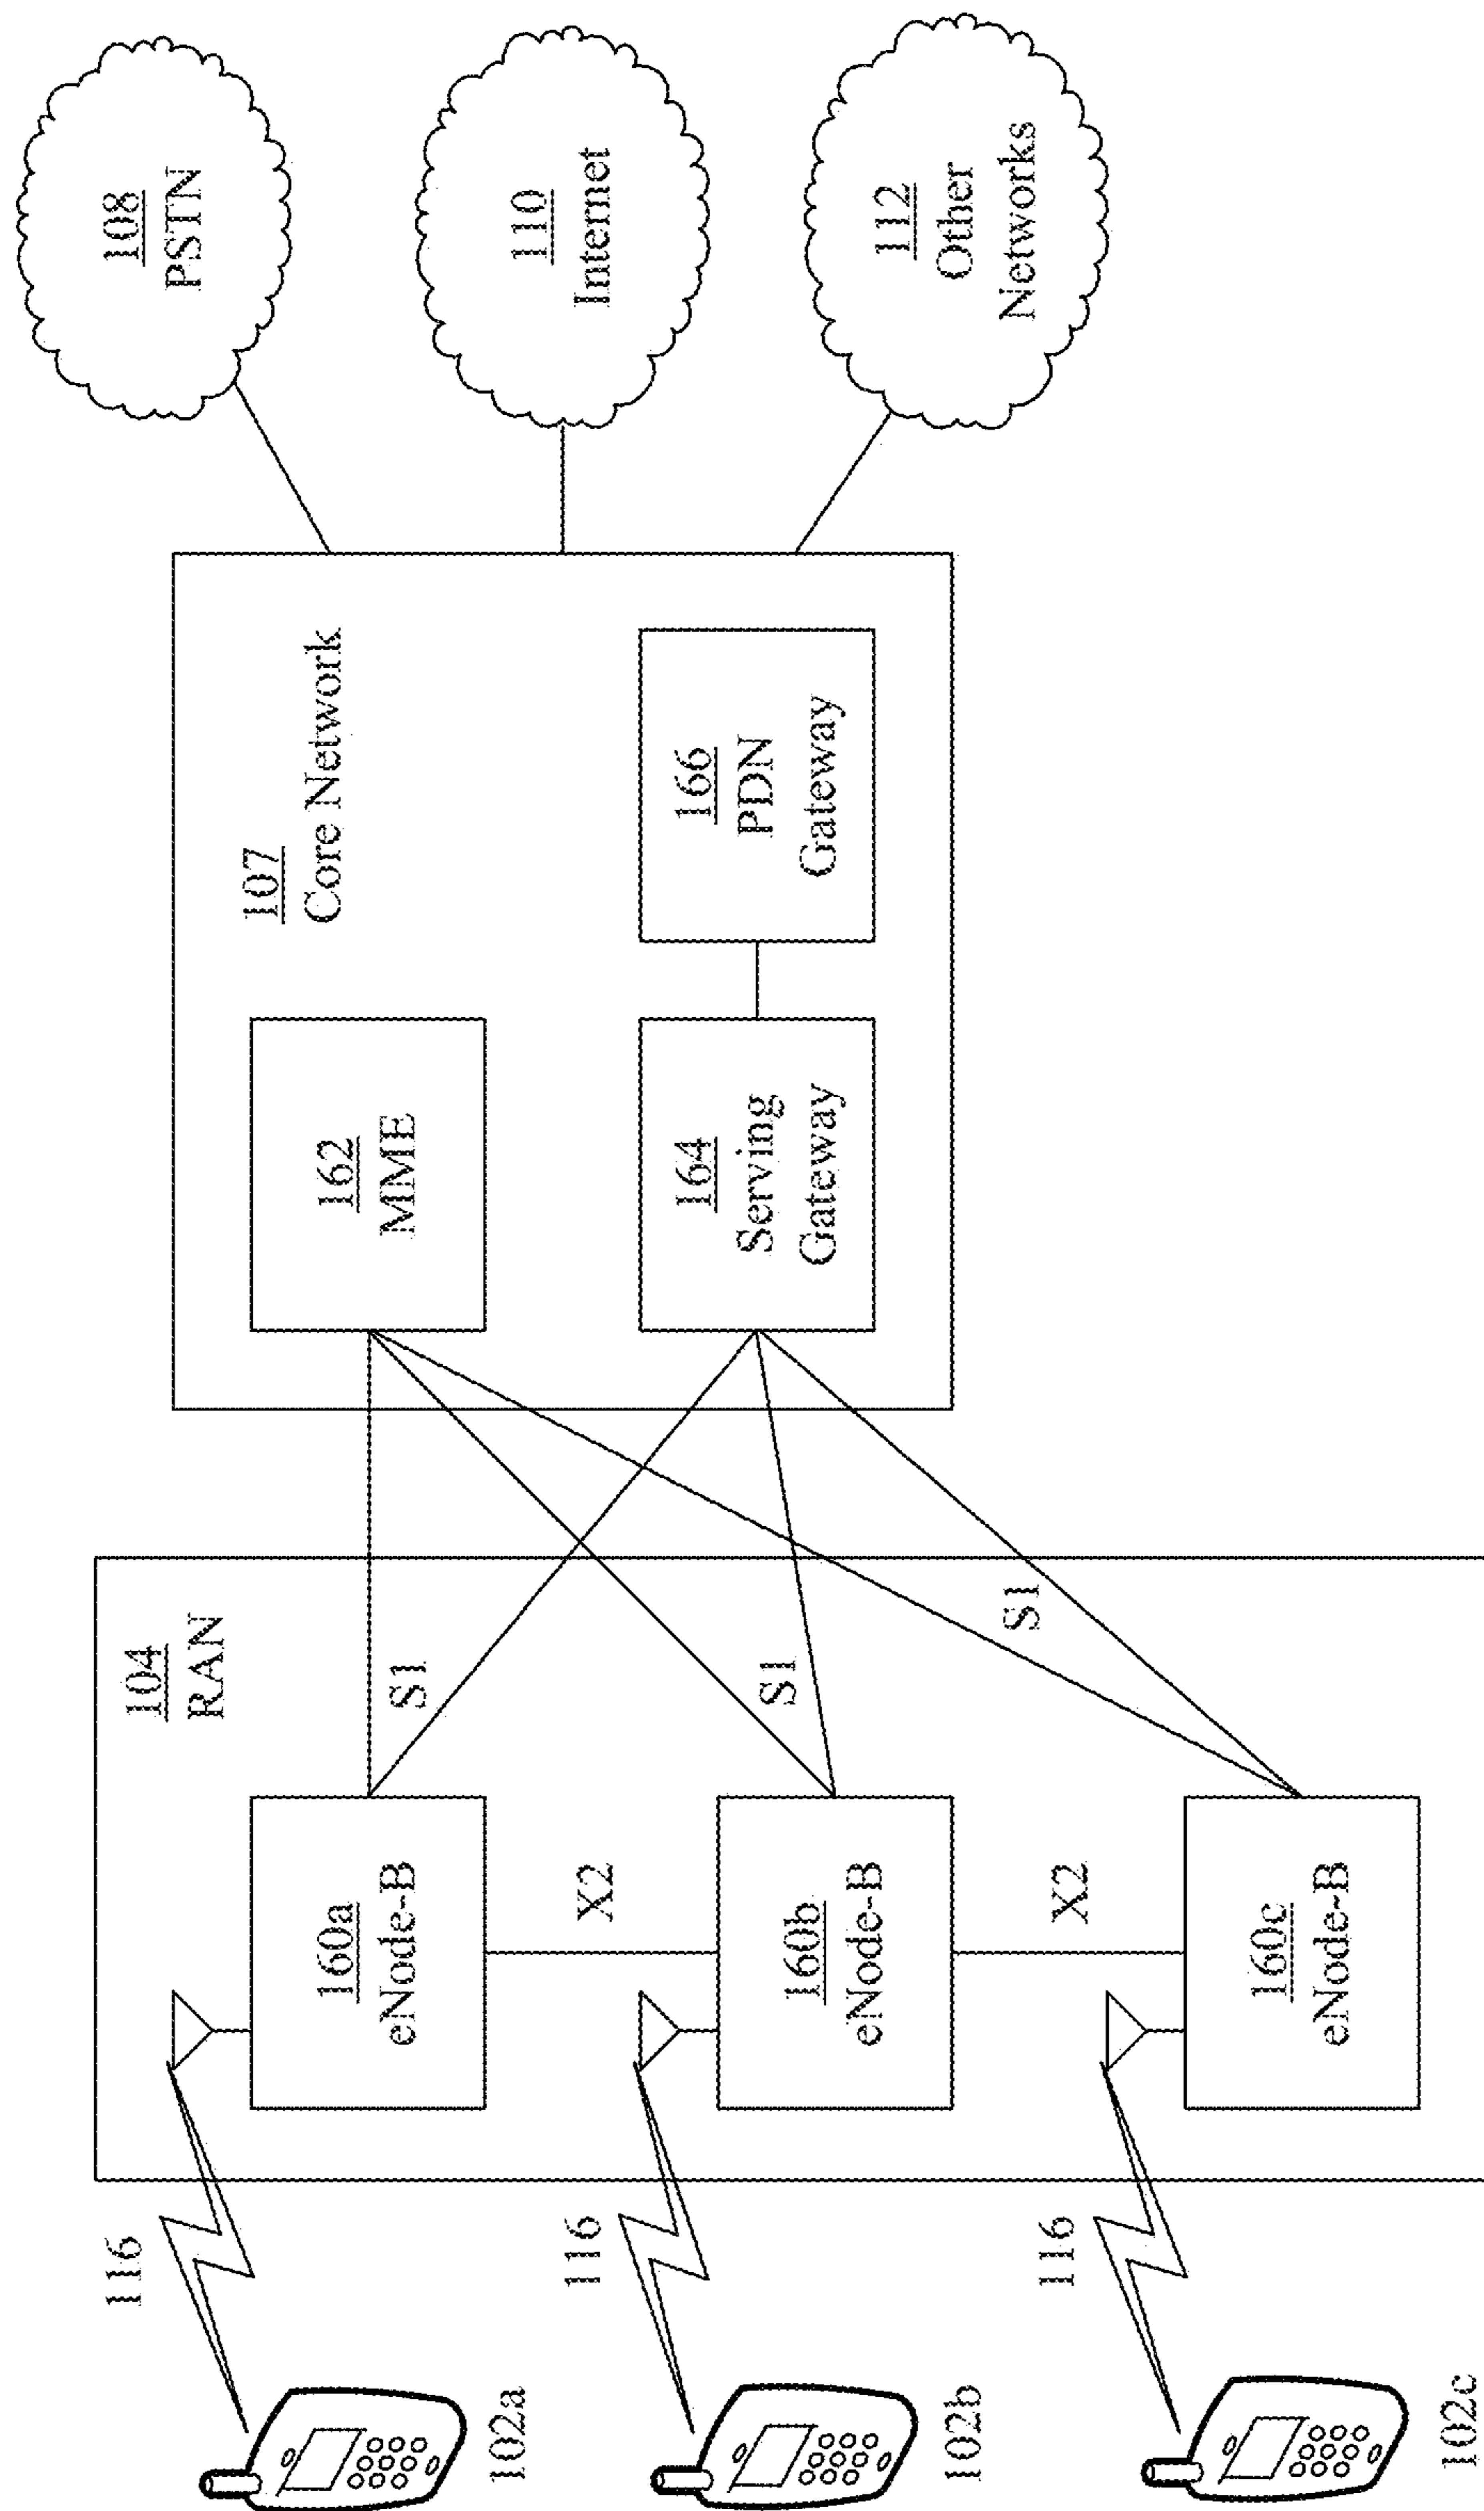 116
102a
116
102b
116
102c
104
RAN
160a
eNode-B
X2
160b
eNode-B
X2
160c
eNode~B
S1
S1
S1
107
Core Network
162
MME
164
Serving
Gateway
166
PDN
Gateway
108
PSTN
110
Internet
112
Other
Networks